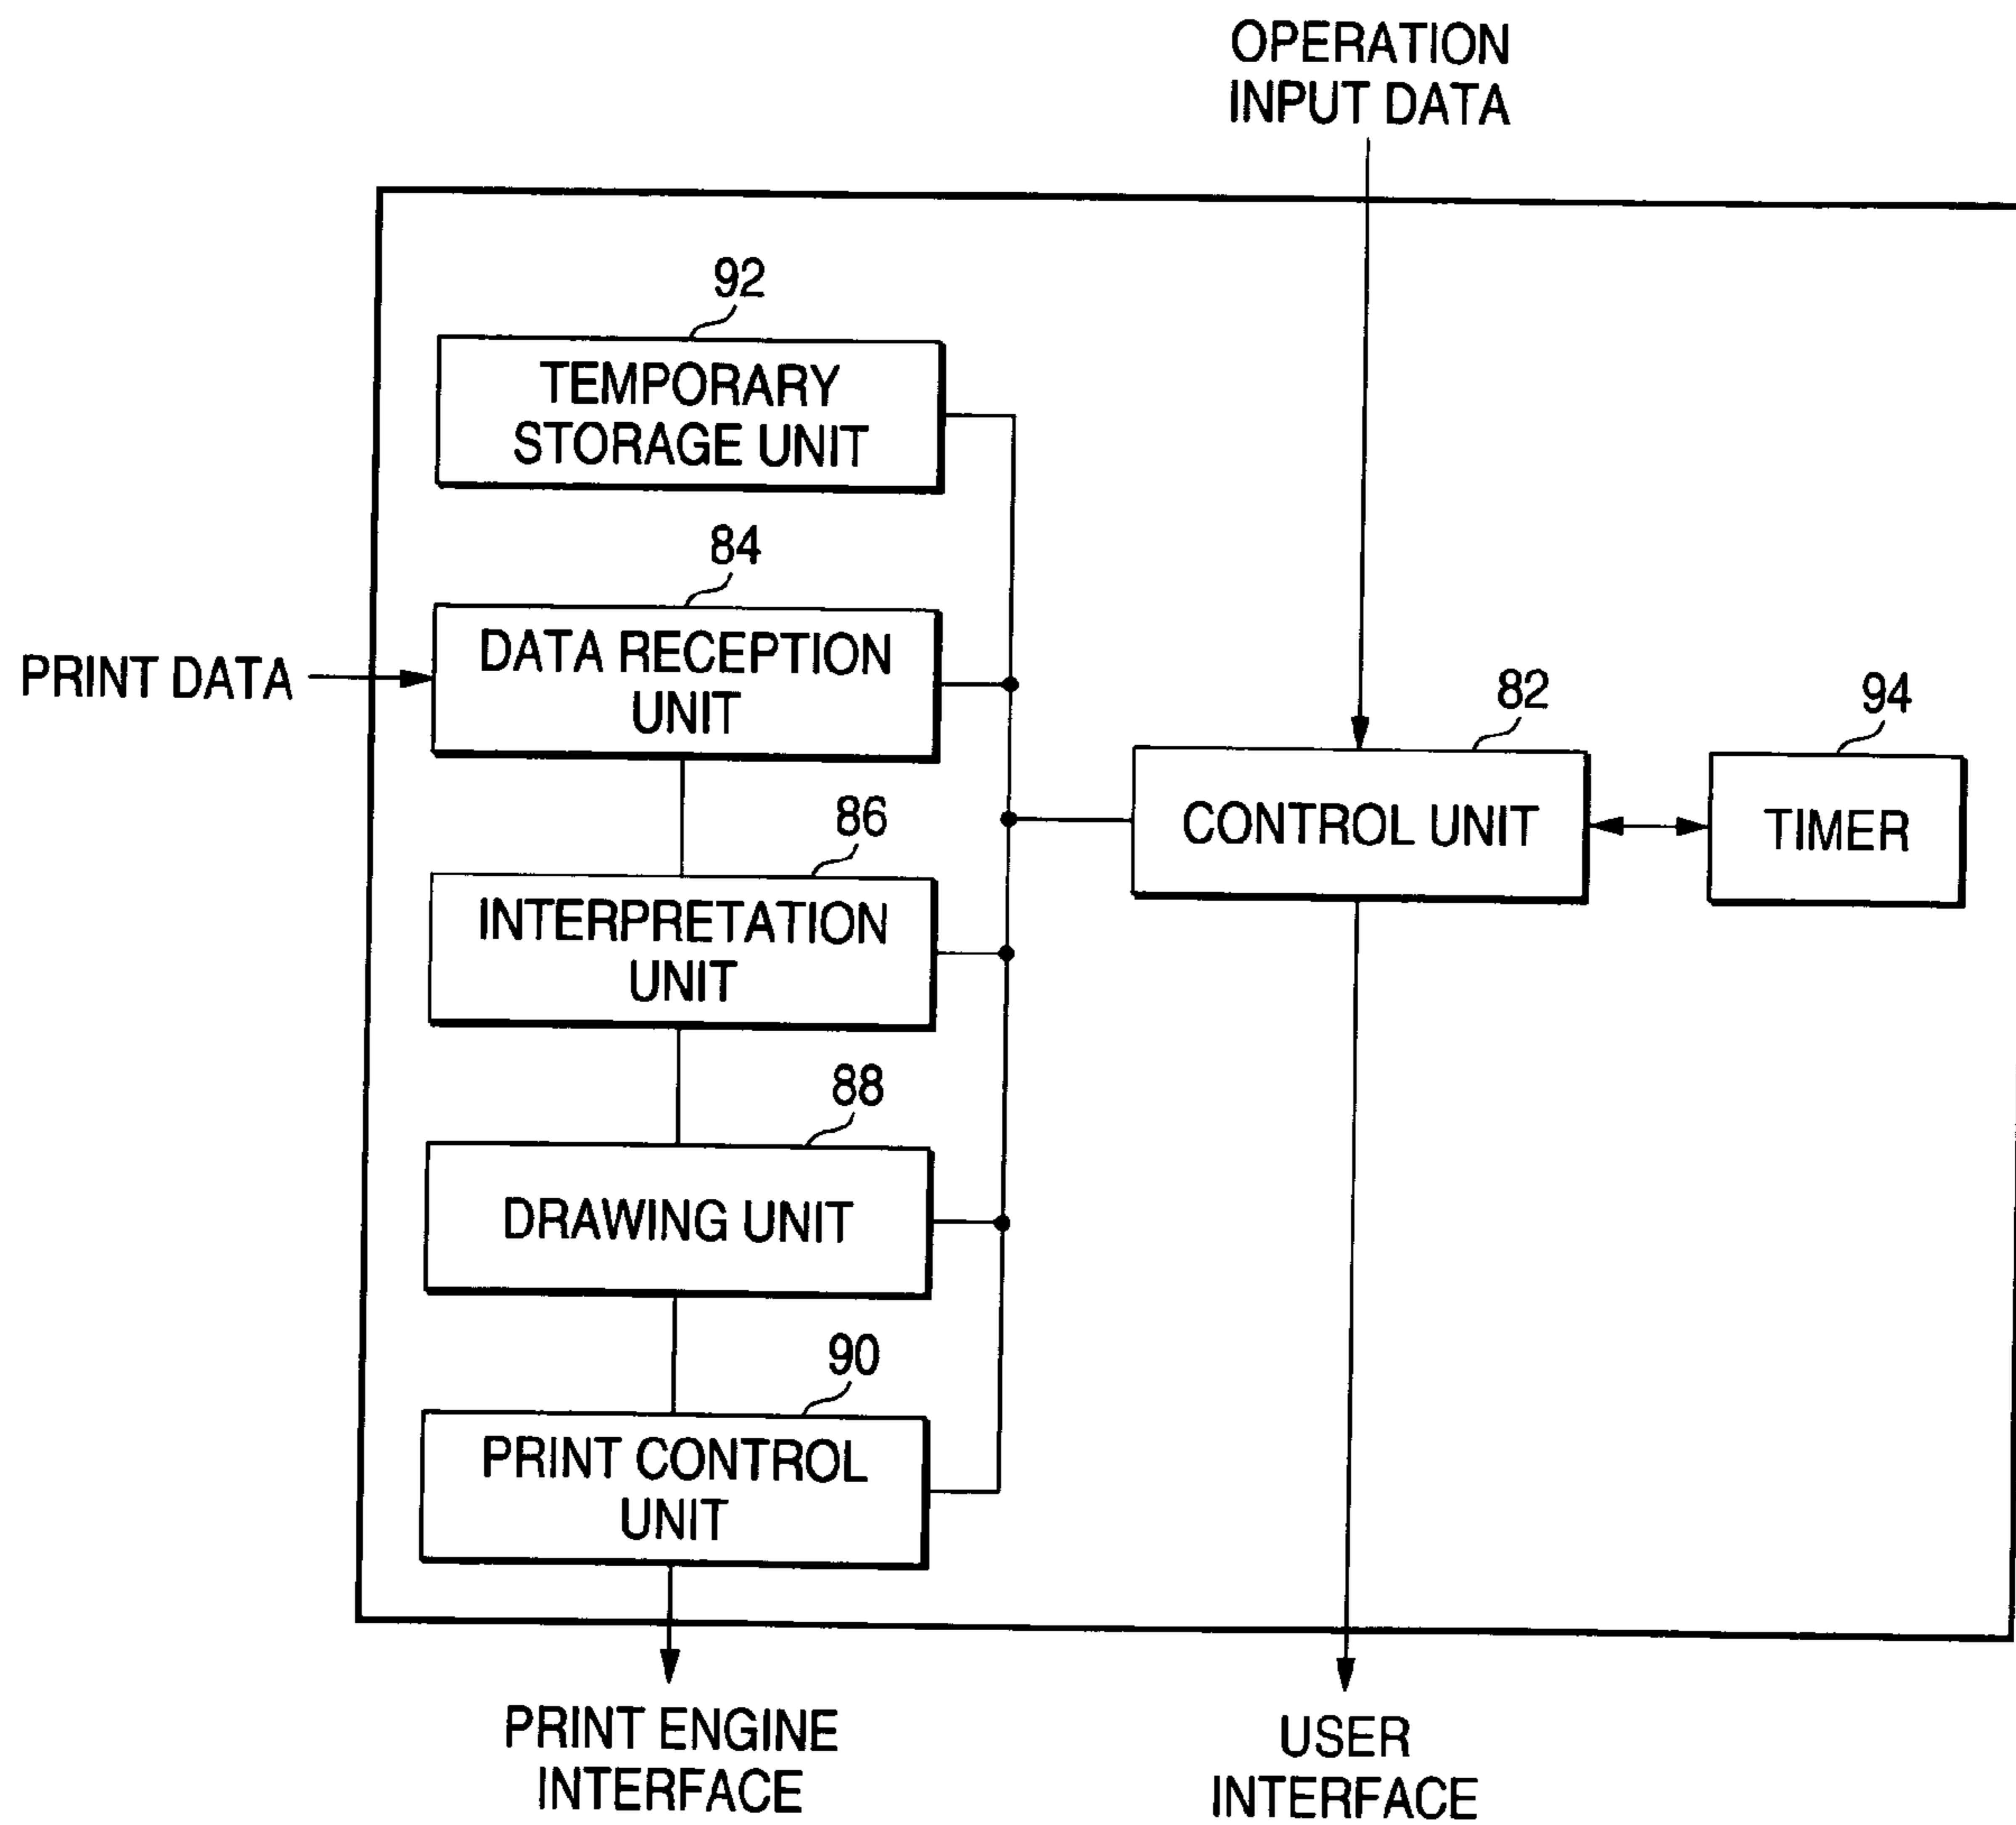 OPERATION
INPUT DATA
92
TEMPORARY
STORAGE UNIT
84
PRINT DATA
DATA RECEPTION
UNIT
82
94
CONTROL UNIT
TIMER
86
INTERPRETATION
UNIT
88
DRAWING UNIT
90
PRINT CONTROL
UNIT
PRINT ENGINE
INTERFACE
USER
INTERFACE